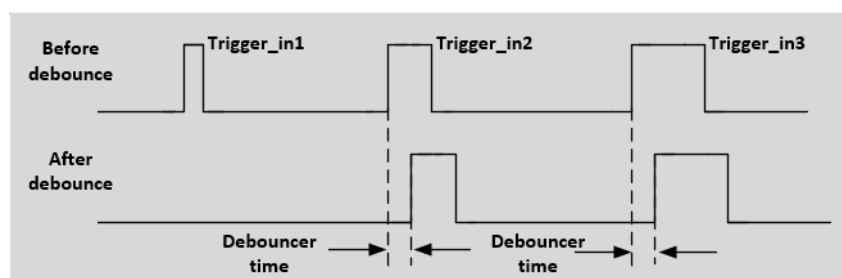 Before
debounce
Trigger_in1
Trigger_in2
Trigger_in3
After
debounce
Debouncer
time
Debouncer
time